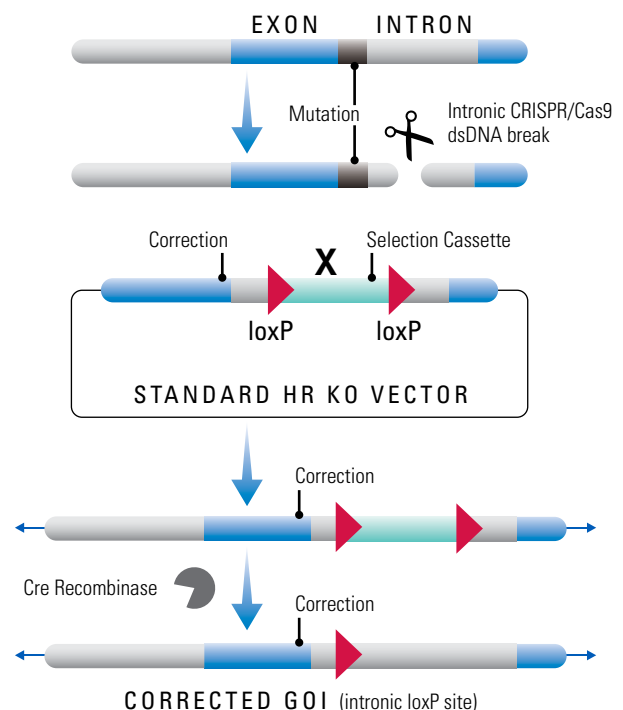 EXON INTRON
Mutation
Intronic CRISPR/Cas9
dsDNA break
Correction
X
Selection Cassette
loxP loxP
STANDARD HR KO VECTOR
Correction
Cre Recombinase
Correction
CORRECTED GOI (intronic loxP site)